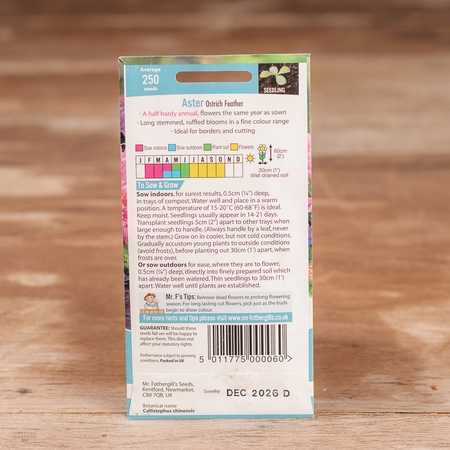 Average
250
seeds
SEEDLING
Aster Ostrich Feather
· A half hardy annual, flowers the same year as sown
· Long stemmed, ruffled blooms in a fine colour range
· Ideal for borders and cutting
Sow indoors Sow outdoors Plant out Flowers
J F M A M J J A S O N D
60cm
(2')
30cm (1')
Well drained soil
To Sow & Grow
Sow indoors, for surest results, 0.5cm (¼") deep,
in trays of compost. Water well and place in a warm
position. A temperature of 15-20˚C (60-68˚F) is ideal.
Keep moist. Seedlings usually appear in 14-21 days.
Transplant seedlings 5cm (2") apart to other trays when
large enough to handle. (Always handle by a leaf, never
by the stem.) Grow on in cooler, but not cold conditions.
Gradually accustom young plants to outside conditions
(avoid frosts), before planting out 30cm (1') apart, when
frosts are over.
Or sow outdoors for ease, where they are to flower,
0.5cm (¼") deep, directly into finely prepared soil which
has already been watered. Thin seedlings to 30cm (1')
apart. Water well until plants are established.
Mr. F's Tips: Remove dead flowers to prolong flowering
season. For long lasting cut flowers, pick just as the buds
begin to show colour.
For more hints and tips please visit www.mr-fothergills.co.uk
GUARANTEE: Should these
seeds fail we will be happy to
replace them. This does not
affect your statutory rights.
Performance subject to growing
conditions. Packed in UK
5 011775 000060 >
Mr. Fothergill's Seeds,
Kentford, Newmarket,
CB8 7QB, UK
Sow by: DEC 2026 D
Botanical name
Callistephus chinensis